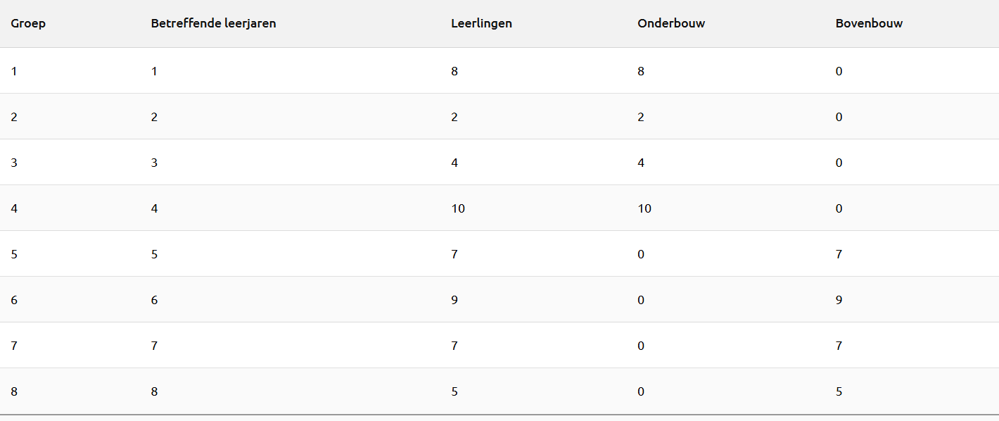 Groep Betreffende leerjaren Leerlingen Onderbouw Bovenbouw
1 1 8 8 0
2 2 2 2 0
3 3 4 4 0
4 4 10 10 0
5 5 7 0 7
6 6 9 0 9
7 7 7 0 7
8 8 5 0 5